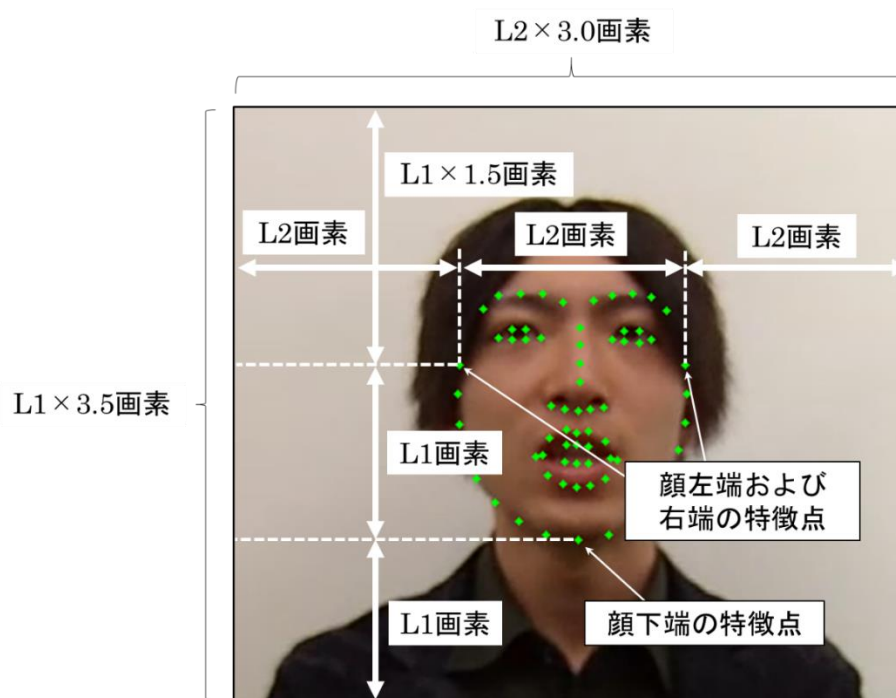 L2×3.0画素
L1×1.5画素
L2画素
L2画素
L2画素
L1×3.5画素
L1画素
顔左端および
右端の特徴点
L1画素
顔下端の特徴点